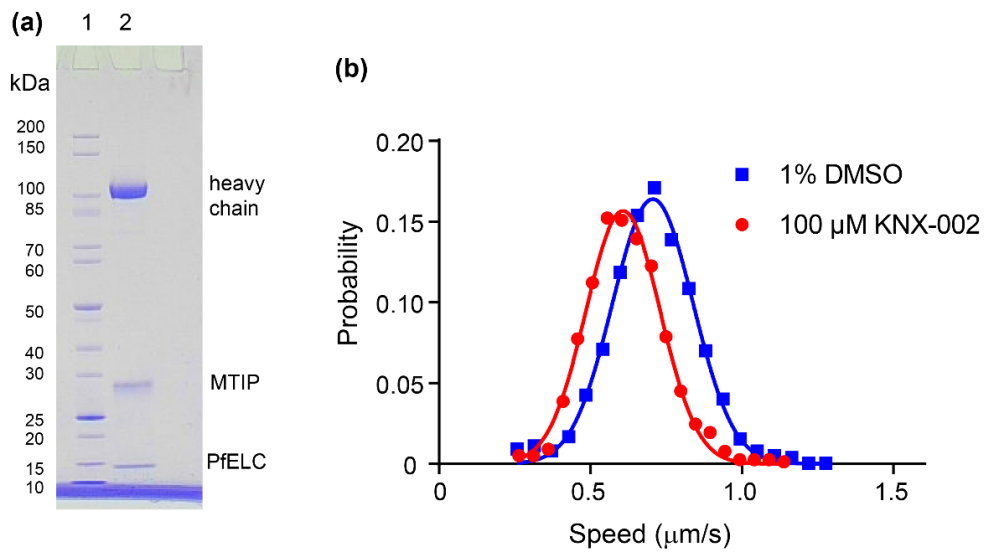 (a)
1 2
kDa
200
150
100
85
70
60
50
40
30
25
20
15
10
heavy
chain
MTIP
PfELC
(b)
Probability
0.20
0.15
0.10
0.05
0
0 0.5 1.0 1.5
Speed (μm/s)
1% DMSO
100 μM KNX-002